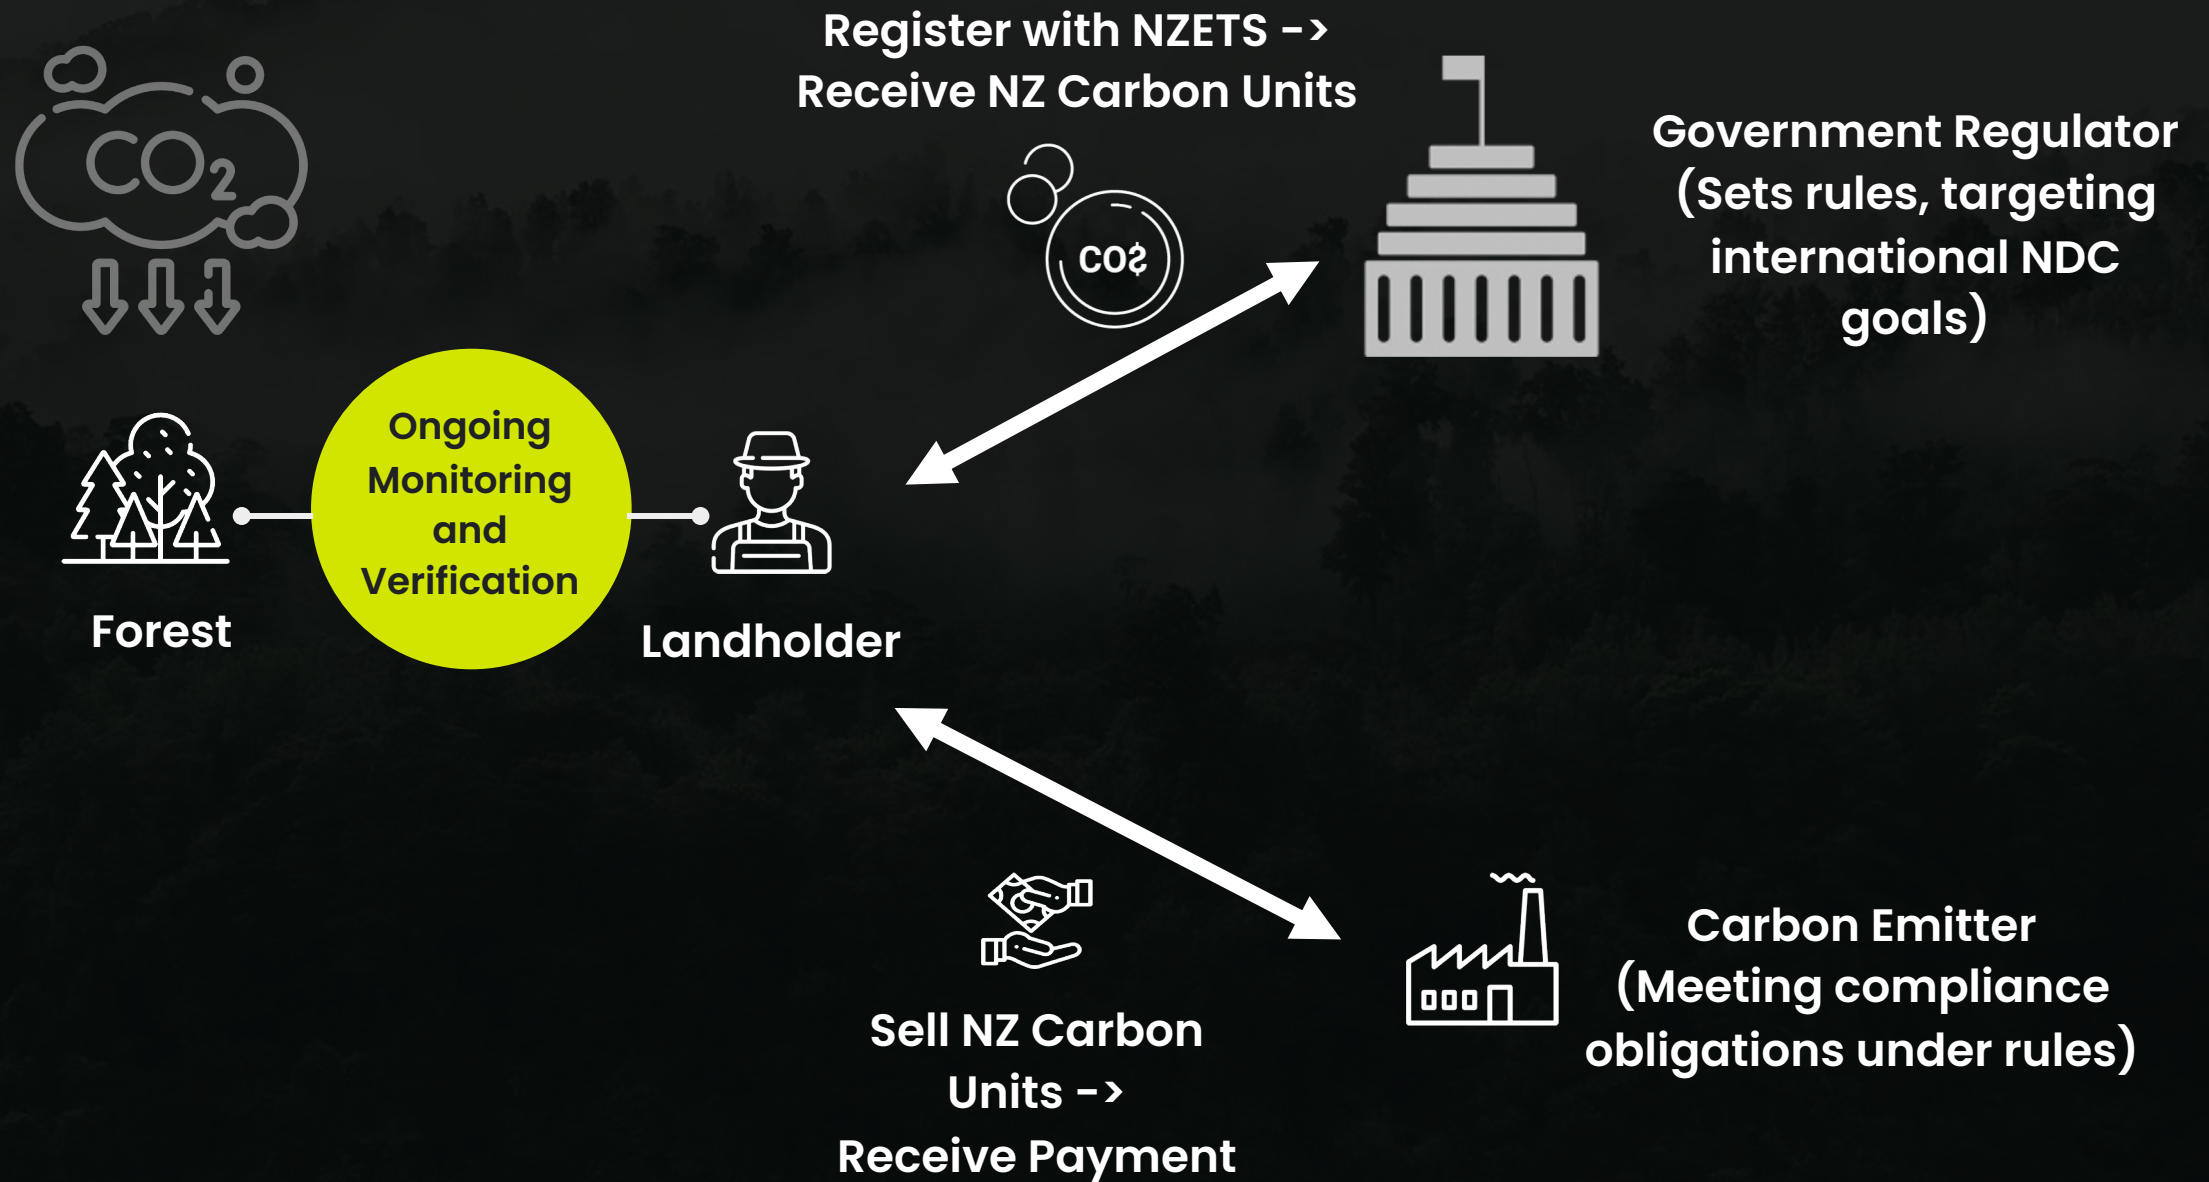 Register with NZETS ->
Receive NZ Carbon Units
CO2
Government Regulator
(Sets rules, targeting
international NDC
goals)
CO$
Ongoing
Monitoring
and
Verification
Forest
Landholder
Carbon Emitter
(Meeting compliance
obligations under rules)
Sell NZ Carbon
Units ->
Receive Payment